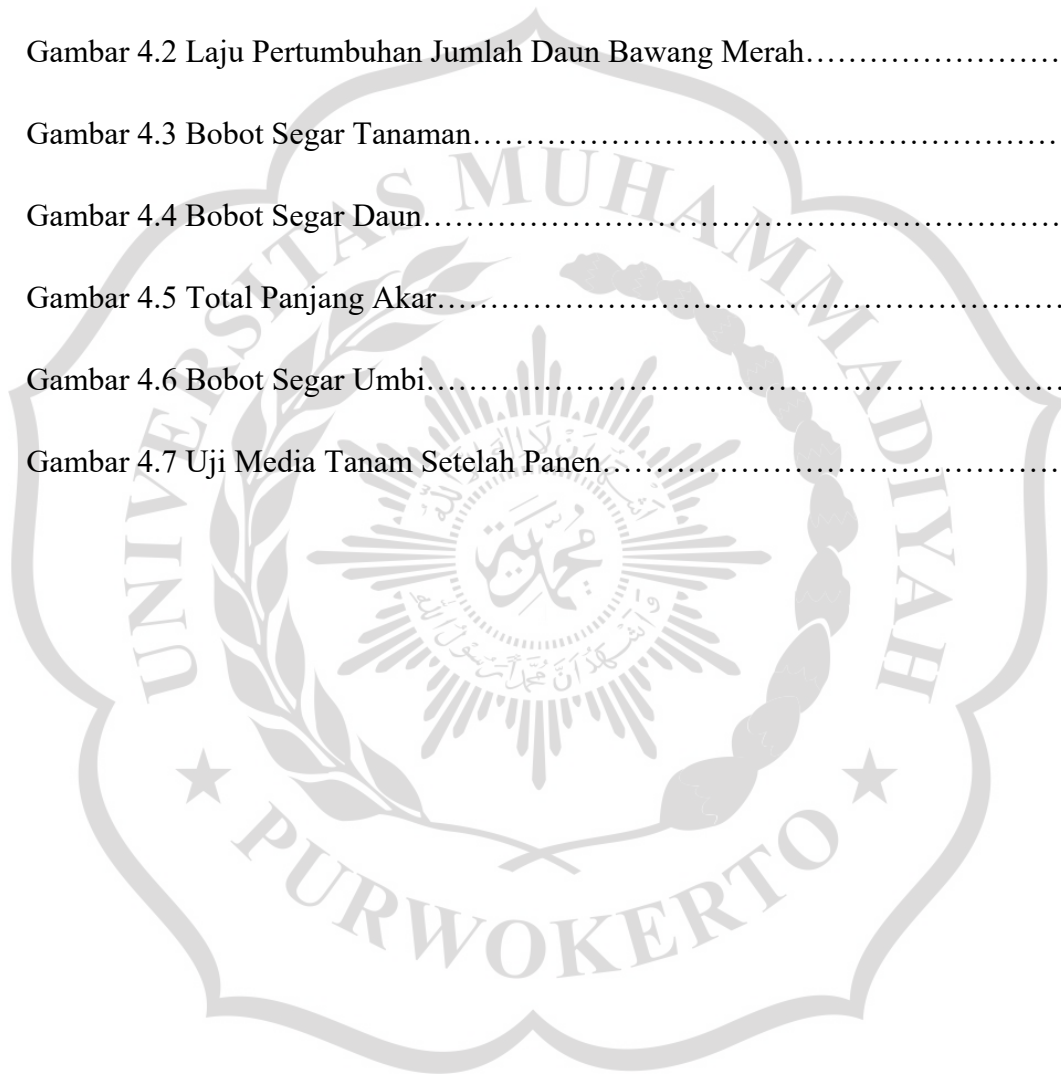 Gambar 4.2 Laju Pertumbuhan Jumlah Daun Bawang Merah……………………
Gambar 4.3 Bobot Segar Tanaman…………………………………………………
Gambar 4.4 Bobot Segar Daun………………………………………………………
Gambar 4.5 Total Panjang Akar……………………………………………………
Gambar 4.6 Bobot Segar Umbi………………………………………………………
Gambar 4.7 Uji Media Tanam Setelah Panen………………………………………
UNIVERSITAS MUHAMMADIYAH
PURWOKERTO